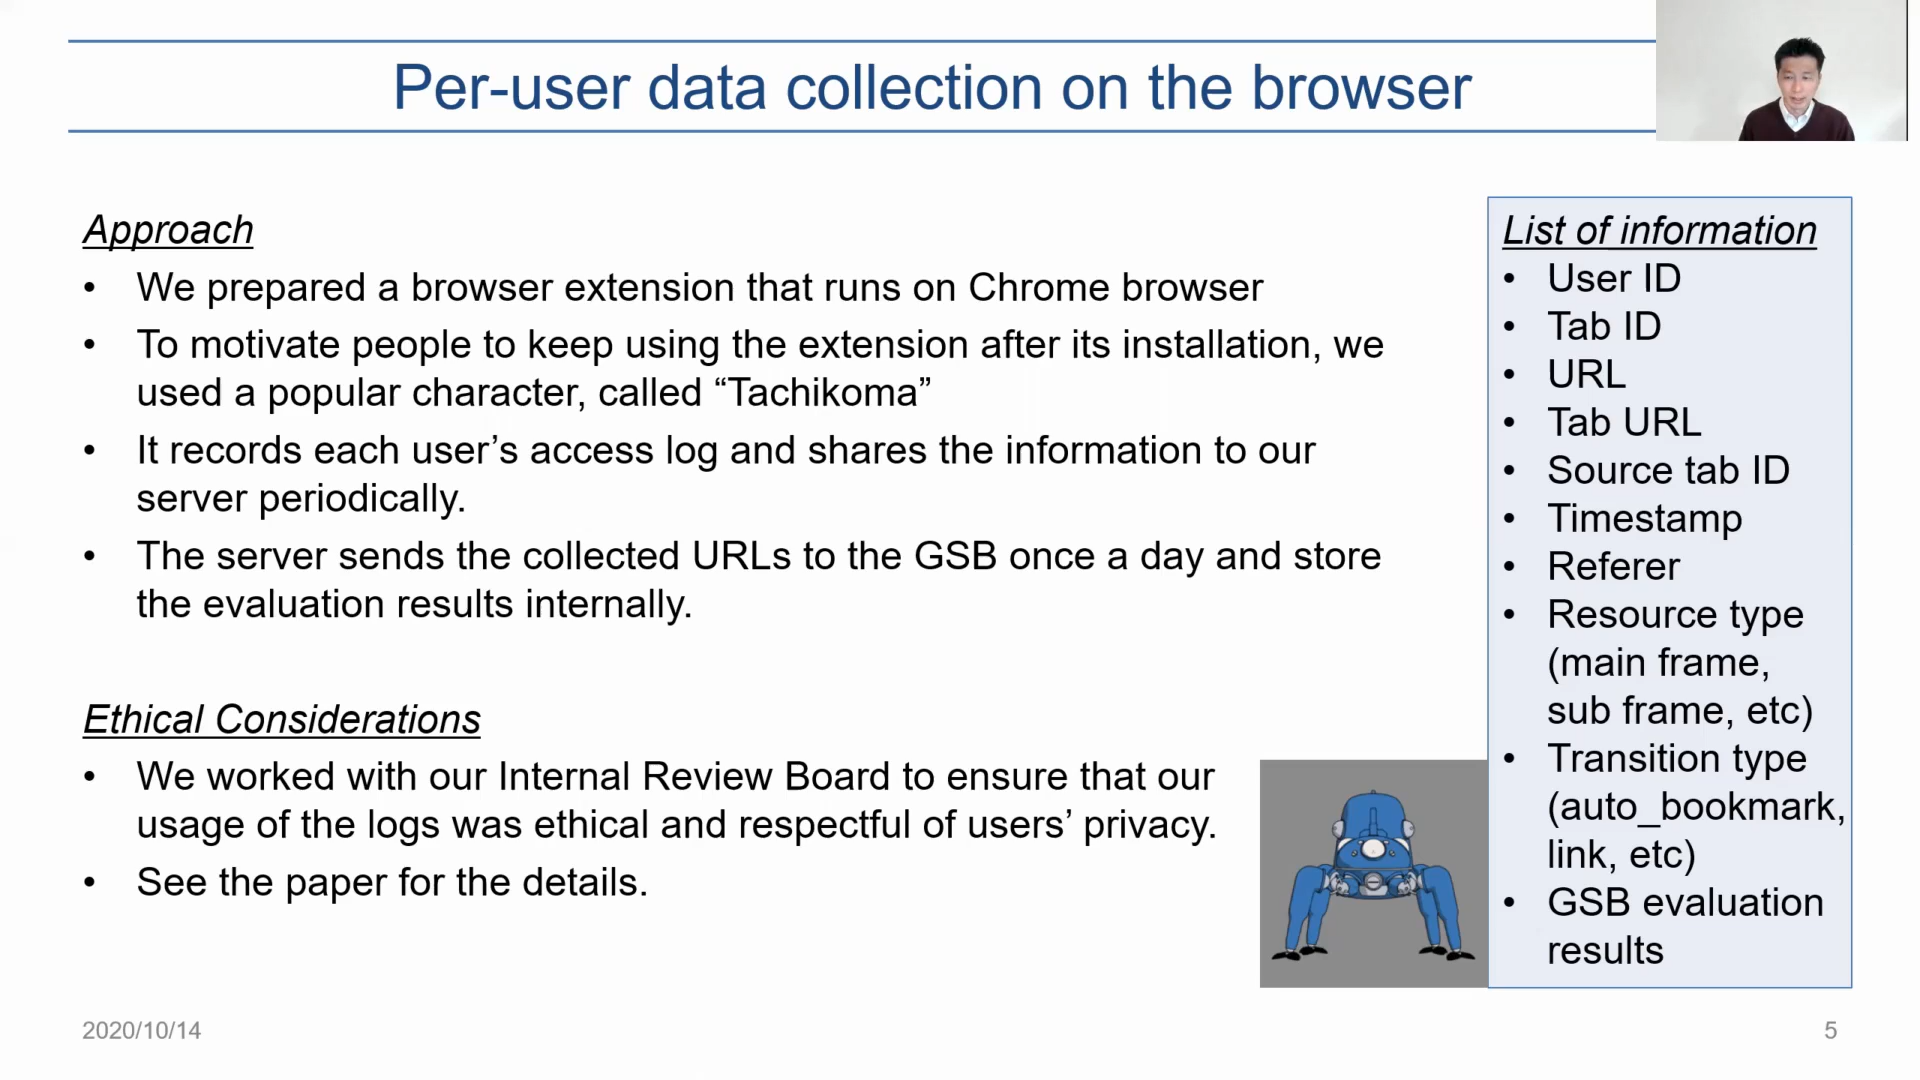 Per-user data collection on the browser
Approach
• We prepared a browser extension that runs on Chrome browser
• To motivate people to keep using the extension after its installation, we
used a popular character, called “Tachikoma”
• It records each user’s access log and shares the information to our
server periodically.
• The server sends the collected URLs to the GSB once a day and store
the evaluation results internally.
Ethical Considerations
• We worked with our Internal Review Board to ensure that our
usage of the logs was ethical and respectful of users’ privacy.
• See the paper for the details.
List of information
• User ID
• Tab ID
• URL
• Tab URL
• Source tab ID
• Timestamp
• Referer
• Resource type
(main frame,
sub frame, etc)
• Transition type
(auto_bookmark,
link, etc)
• GSB evaluation
results
2020/10/14
5